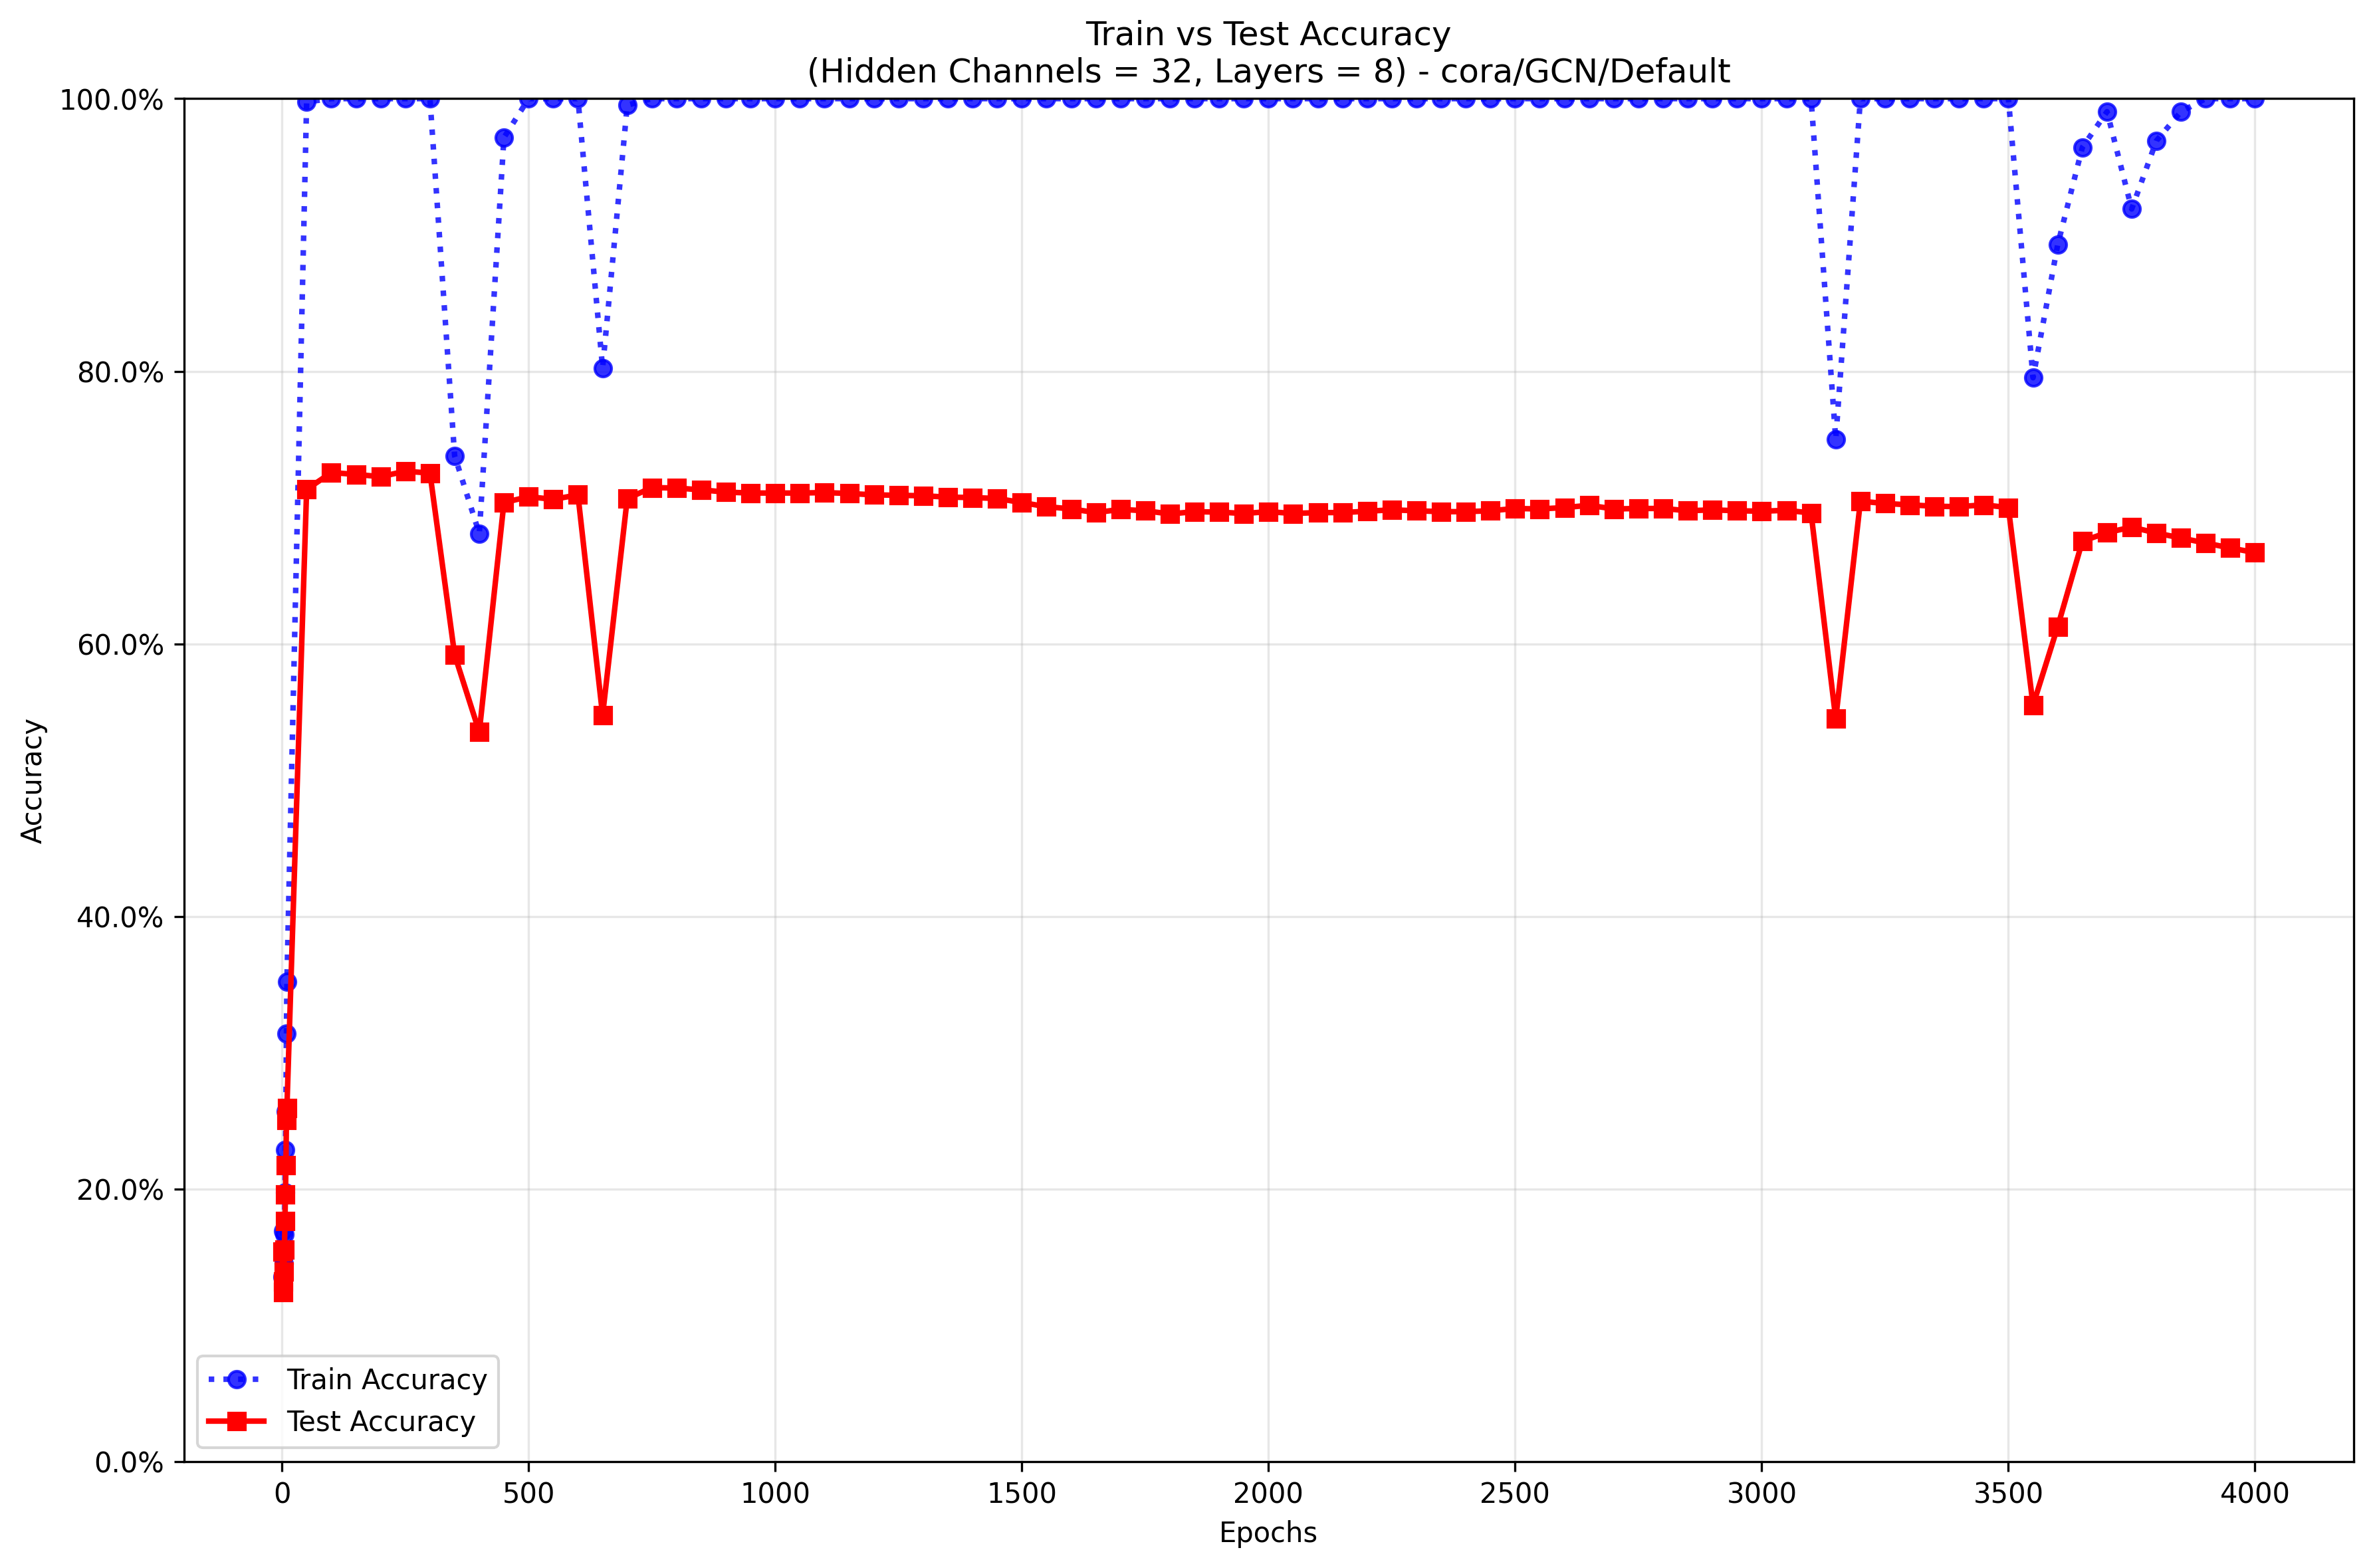 Train vs Test Accuracy
(Hidden Channels = 32, Layers = 8) - cora/GCN/Default
100.0%
80.0%
60.0%
40.0%
20.0%
0.0%
Accuracy
Train Accuracy
Test Accuracy
0 500 1000 1500 2000 2500 3000 3500 4000
Epochs